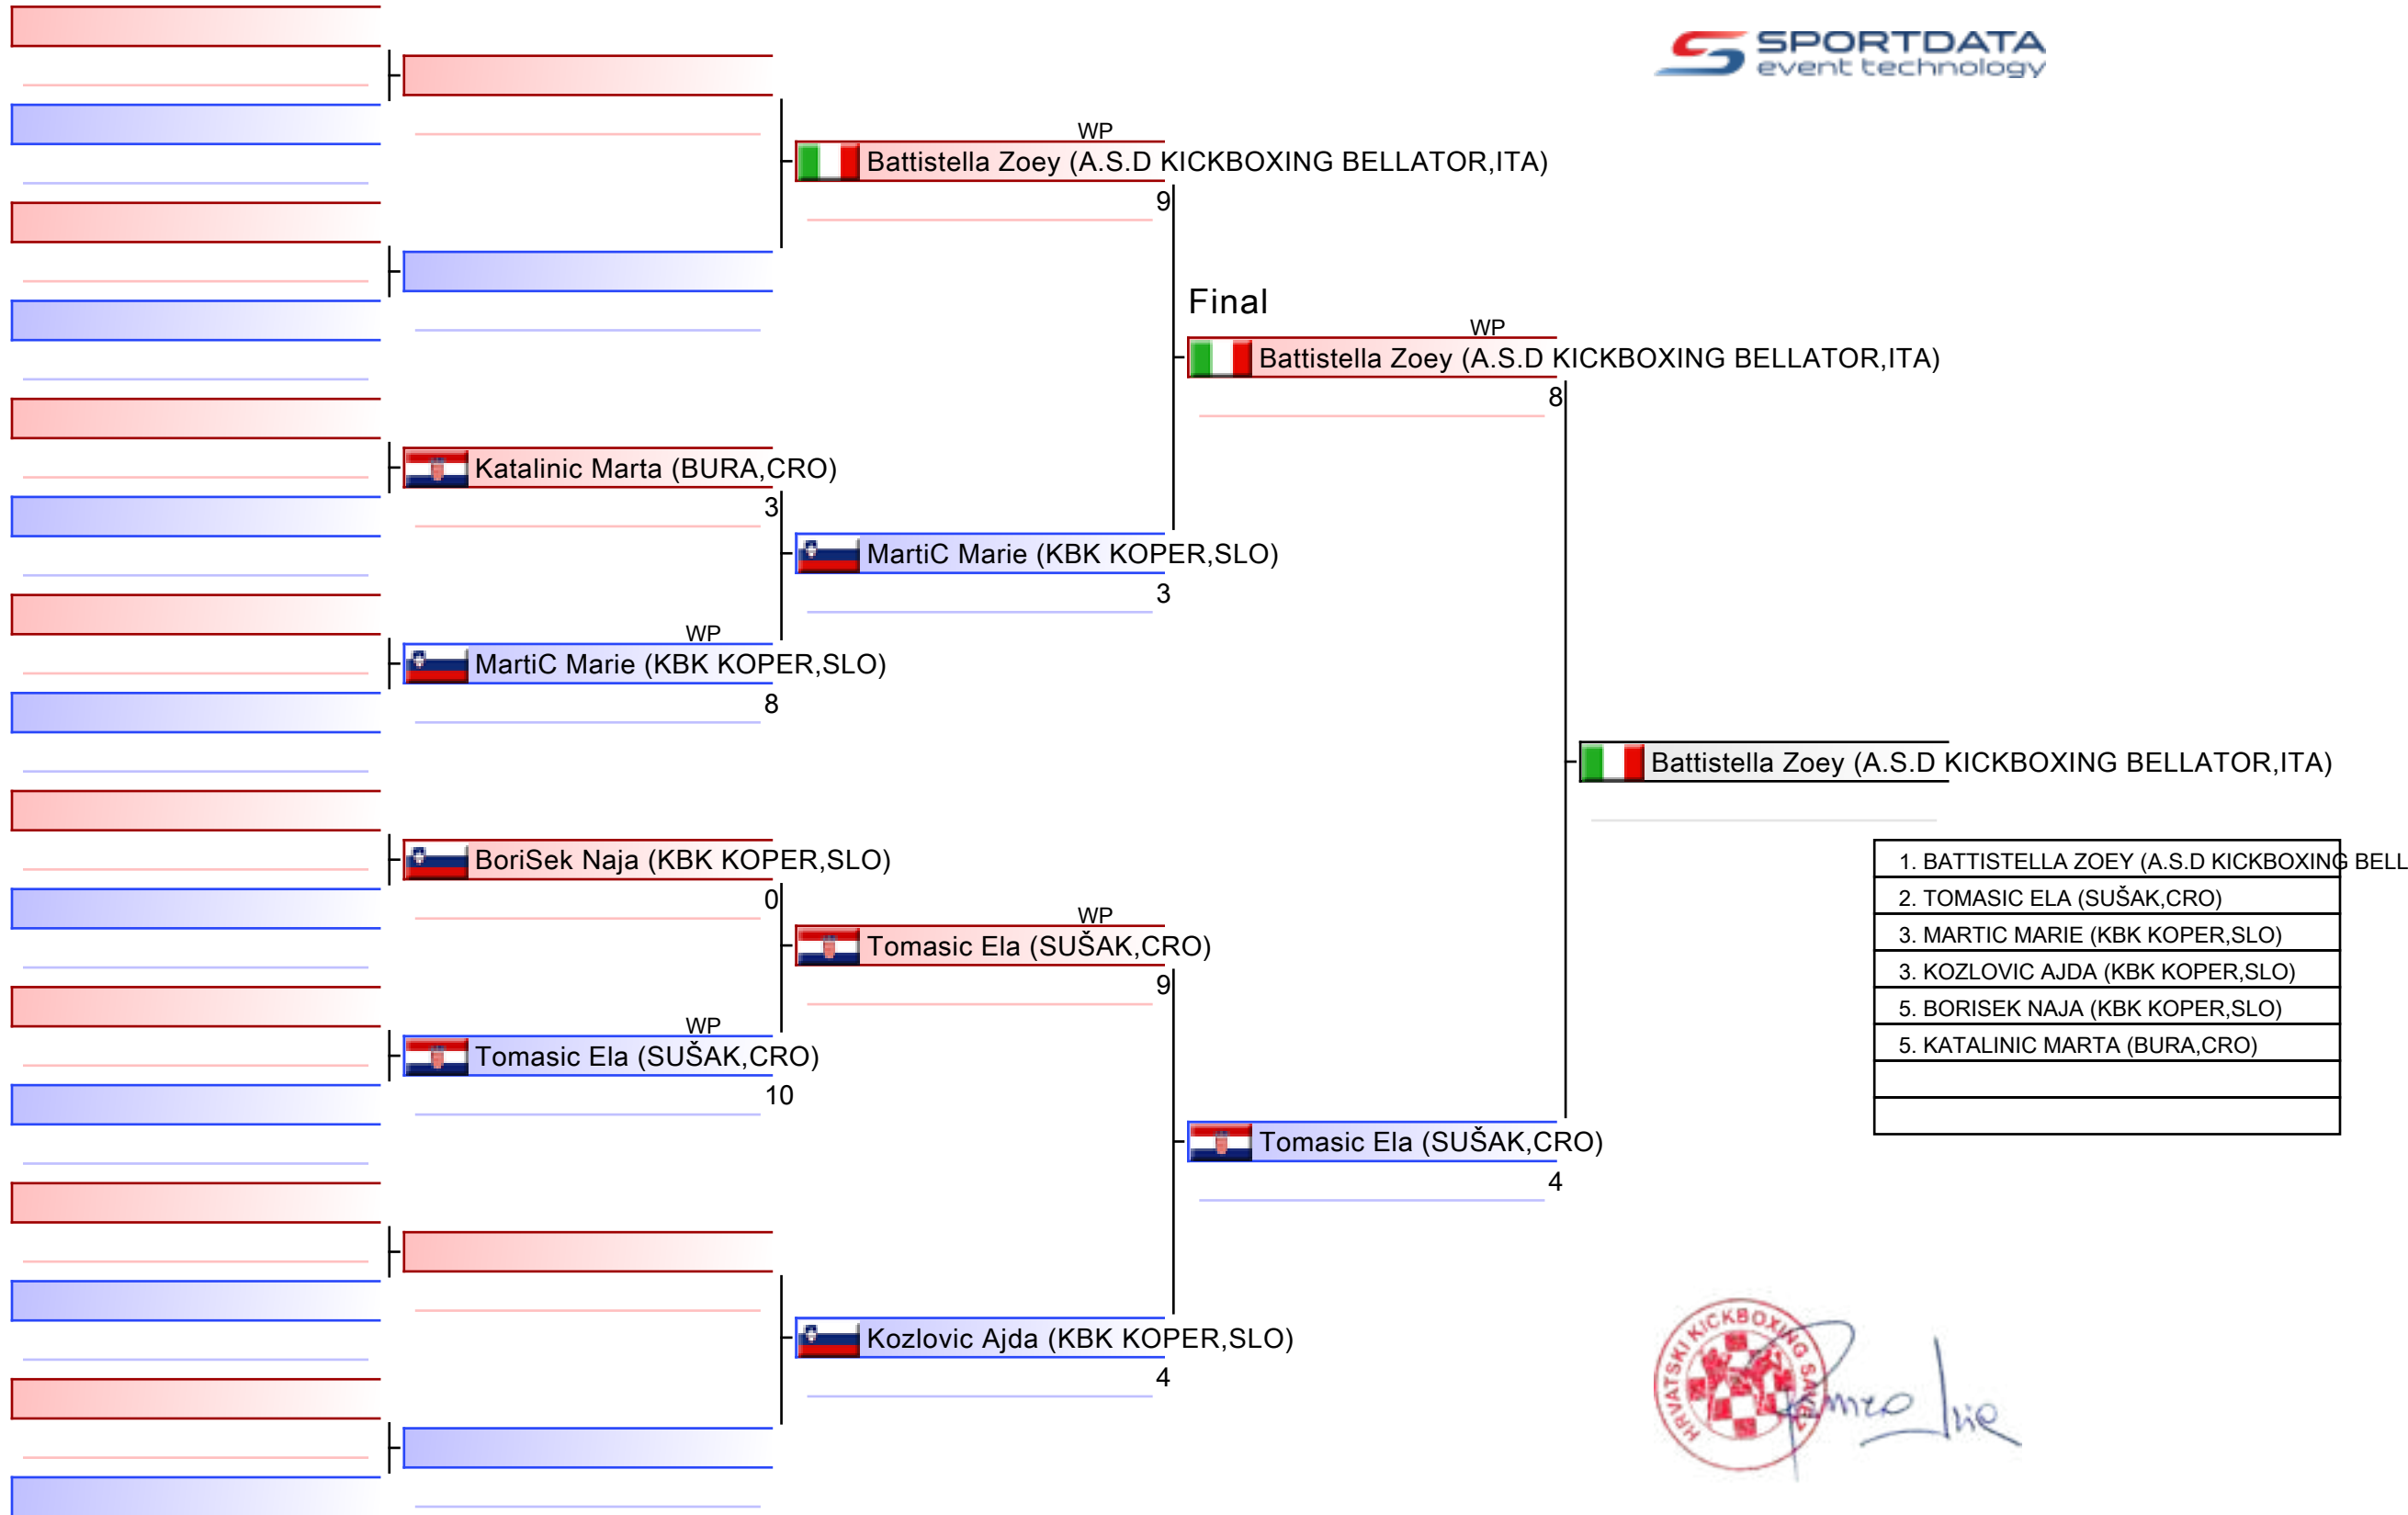 SPORTDATA
event technology
WP
Battistella Zoey (A.S.D KICKBOXING BELLATOR,ITA)
9
Final
WP
Battistella Zoey (A.S.D KICKBOXING BELLATOR,ITA)
8
Katalinic Marta (BURA,CRO)
3
MartiC Marie (KBK KOPER,SLO)
3
WP
MartiC Marie (KBK KOPER,SLO)
8
Battistella Zoey (A.S.D KICKBOXING BELLATOR,ITA)
BoriSek Naja (KBK KOPER,SLO)
0
WP
Tomasic Ela (SUŠAK,CRO)
9
WP
Tomasic Ela (SUŠAK,CRO)
10
Tomasic Ela (SUŠAK,CRO)
4
Kozlovic Ajda (KBK KOPER,SLO)
4
1. BATTISTELLA ZOEY (A.S.D KICKBOXING BELL
2. TOMASIC ELA (SUŠAK,CRO)
3. MARTIC MARIE (KBK KOPER,SLO)
3. KOZLOVIC AJDA (KBK KOPER,SLO)
5. BORISEK NAJA (KBK KOPER,SLO)
5. KATALINIC MARTA (BURA,CRO)
HRVATSKI KICKBOXING SAVEZ